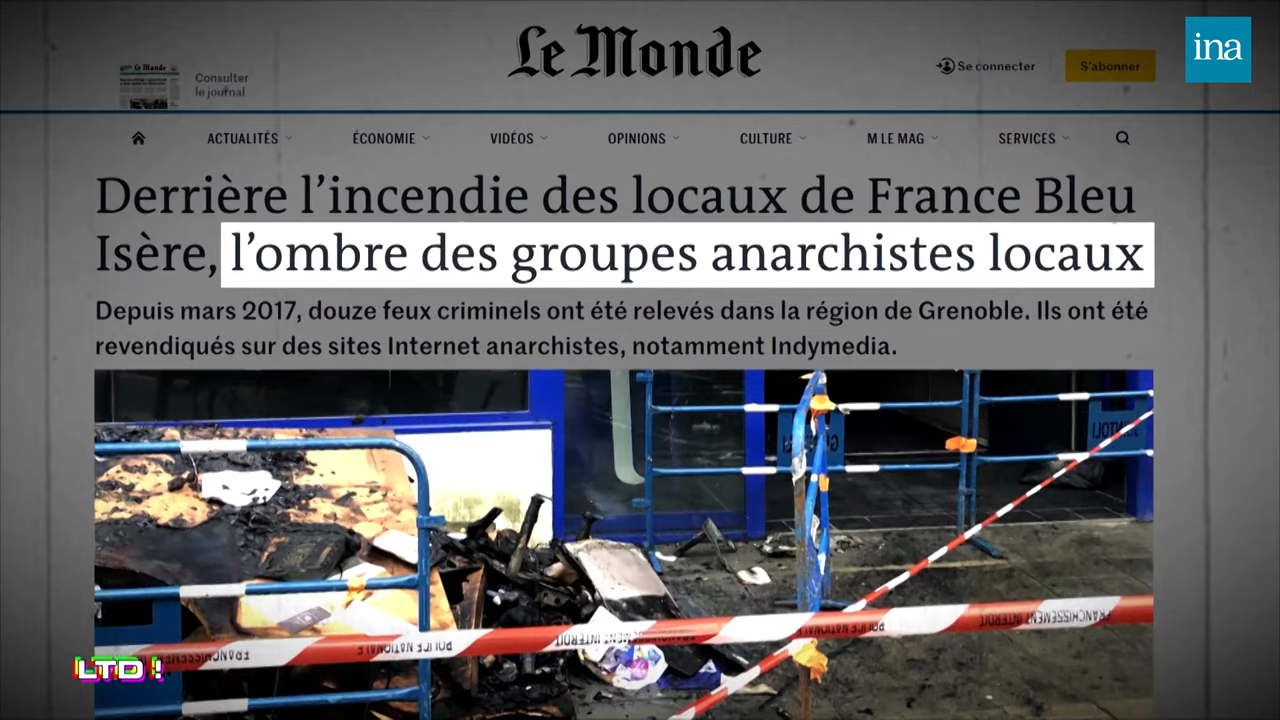 Le Monde
ina
Consulter
le journal
Se connecter
S'abonner
ACTUALITÉS
ÉCONOMIE
VIDÉOS
OPINIONS
CULTURE
M LE MAG
SERVICES
Derrière l'incendie des locaux de France Bleu
Isère, l'ombre des groupes anarchistes locaux
Depuis mars 2017, douze feux criminels ont été relevés dans la région de Grenoble. Ils ont été
revendiqués sur des sites Internet anarchistes, notamment Indymedia.
FRANCHISSEMENT
POLICE NATIONALE
FRANCHISSEMENT INTERDIT
LTD !